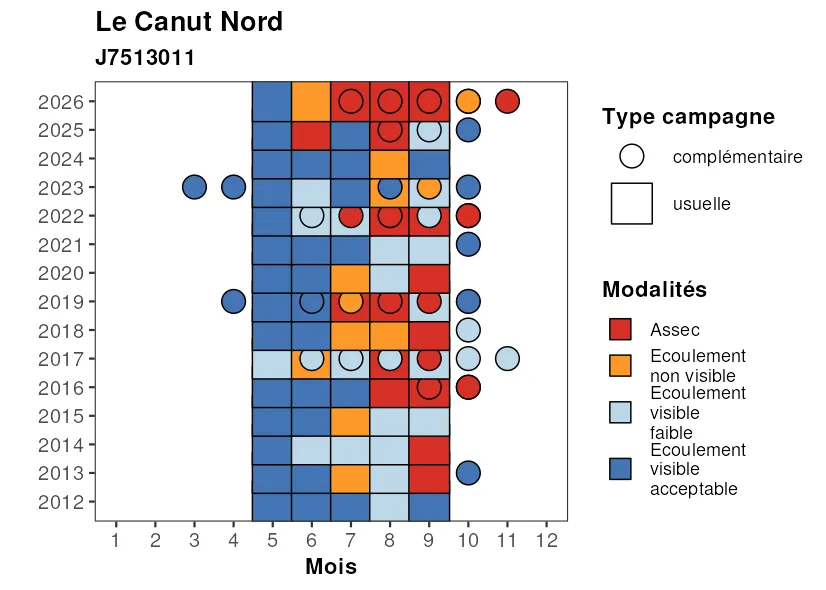 Le Canut Nord
J7513011
2026
2025
2024
2023
2022
2021
2020
2019
2018
2017
2016
2015
2014
2013
2012
1 2 3 4 5 6 7 8 9 10 11 12
Mois
Type campagne
complémentaire
usuelle
Modalités
Assec
Ecoulement
non visible
Ecoulement
visible
faible
Ecoulement
visible
acceptable